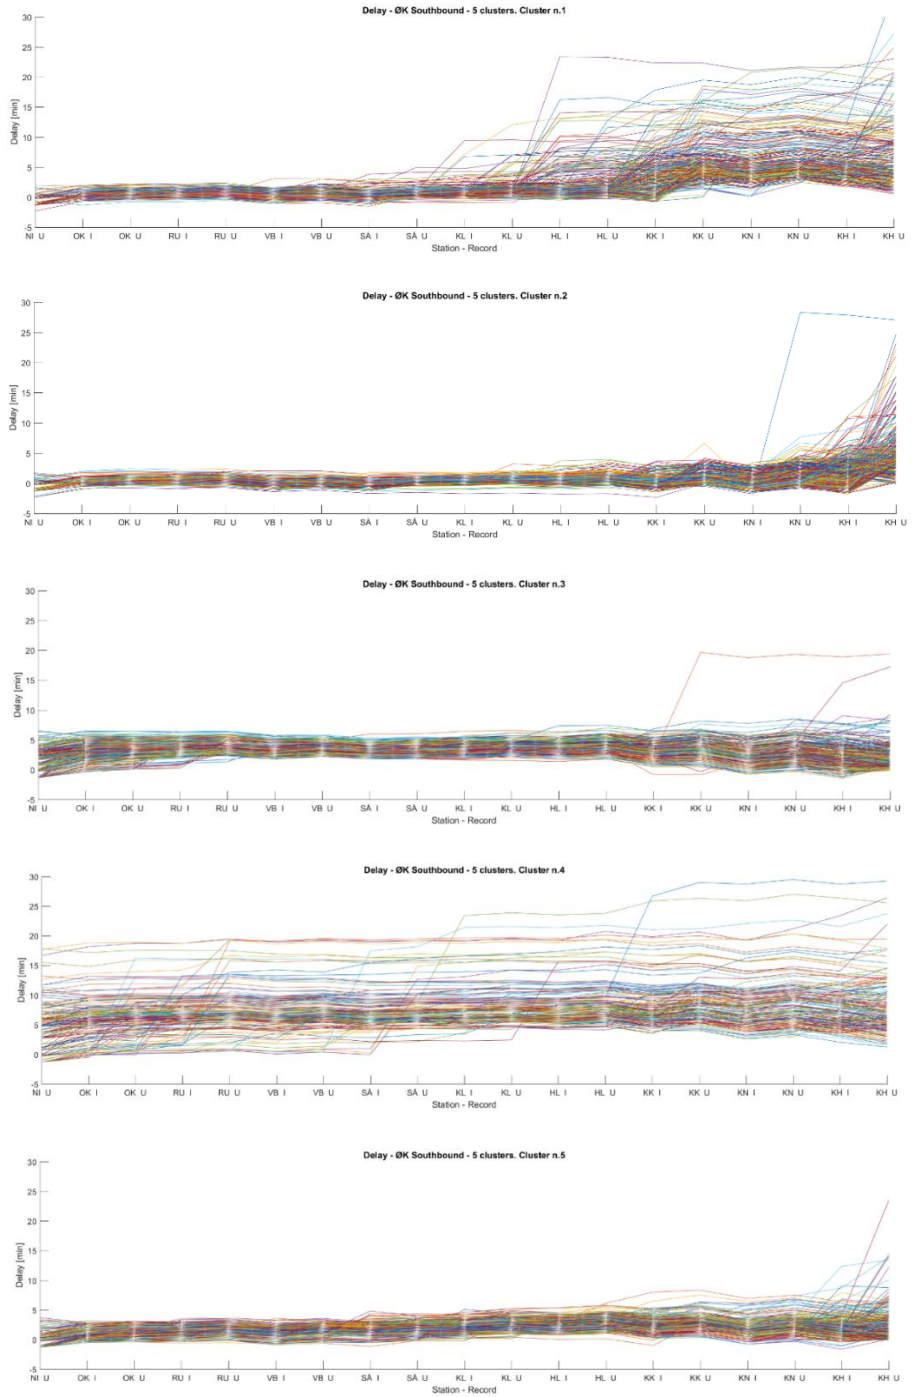 Delay - ØK Southbound - 5 clusters. Cluster n.1
30
25
20
15
10
5
0
-5
Delay [min]
NI U OK I OK U RU I RU U VB I VB U SÅ I SÅ U KL I KL U HL I HL U KK I KK U KN I KN U KH I KH U
Station - Record
Delay - ØK Southbound - 5 clusters. Cluster n.2
30
25
20
15
10
5
0
-5
Delay [min]
NI U OK I OK U RU I RU U VB I VB U SÅ I SÅ U KL I KL U HL I HL U KK I KK U KN I KN U KH I KH U
Station - Record
Delay - ØK Southbound - 5 clusters. Cluster n.3
30
25
20
15
10
5
0
-5
Delay [min]
NI U OK I OK U RU I RU U VB I VB U SÅ I SÅ U KL I KL U HL I HL U KK I KK U KN I KN U KH I KH U
Station - Record
Delay - ØK Southbound - 5 clusters. Cluster n.4
30
25
20
15
10
5
0
-5
Delay [min]
NI U OK I OK U RU I RU U VB I VB U SÅ I SÅ U KL I KL U HL I HL U KK I KK U KN I KN U KH I KH U
Station - Record
Delay - ØK Southbound - 5 clusters. Cluster n.5
30
25
20
15
10
5
0
-5
Delay [min]
NI U OK I OK U RU I RU U VB I VB U SÅ I SÅ U KL I KL U HL I HL U KK I KK U KN I KN U KH I KH U
Station - Record